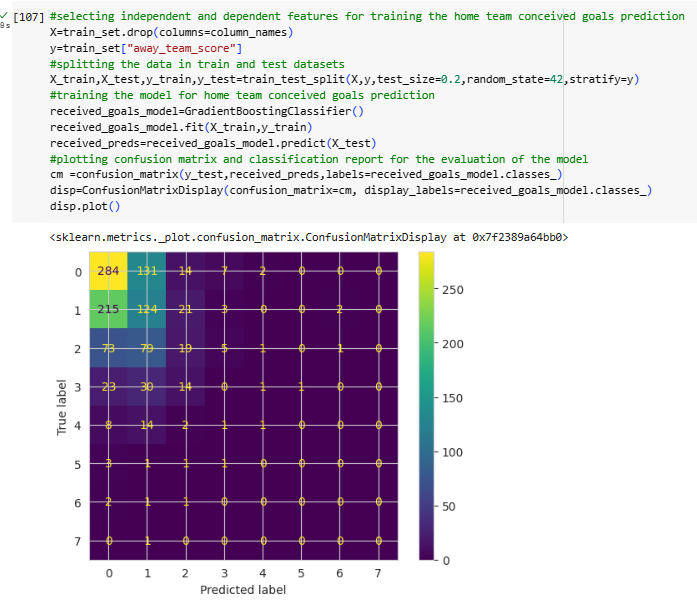 [107] #selecting independent and dependent features for training the home team conceived goals prediction
0s
X=train_set.drop(columns=column_names)
y=train_set["away_team_score"]
#splitting the data in train and test datasets
X_train,X_test,y_train,y_test=train_test_split(X,y,test_size=0.2,random_state=42,stratify=y)
#training the model for home team conceived goals prediction
received_goals_model=GradientBoostingClassifier()
received_goals_model.fit(X_train,y_train)
received_preds=received_goals_model.predict(X_test)
#plotting confusion matrix and classification report for the evaluation of the model
cm =confusion_matrix(y_test,received_preds,labels=received_goals_model.classes_)
disp=ConfusionMatrixDisplay(confusion_matrix=cm, display_labels=received_goals_model.classes_)
disp.plot()
<sklearn.metrics._plot.confusion_matrix.ConfusionMatrixDisplay at 0x7f2389a64bb0>
0 284 131 14 7 2 0 0 0
1 215 124 21 3 0 0 2 0
2 73 79 19 5 1 0 1 0
3 23 30 14 0 1 1 0 0
4 8 14 2 1 1 0 0 0
5 3 1 1 1 0 0 0 0
6 2 1 1 0 0 0 0 0
7 0 1 0 0 0 0 0 0
0 1 2 3 4 5 6 7
True label
Predicted label
250
200
150
100
50
0